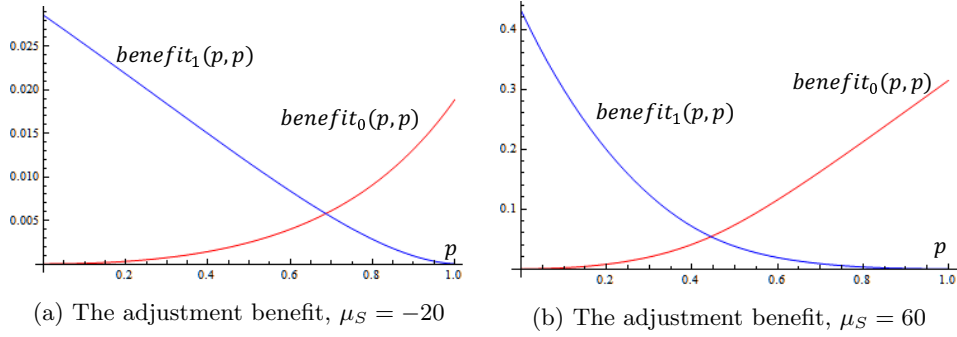 0.025
0.020
0.015
0.010
0.005
0.2 0.4 0.6 0.8 1.0
benefit₁(p,p)
benefit₀(p,p)
p
(a) The adjustment benefit, μ_S = −20
0.4
0.3
0.2
0.1
0.2 0.4 0.6 0.8 1.0
benefit₀(p,p)
benefit₁(p,p)
p
(b) The adjustment benefit, μ_S = 60